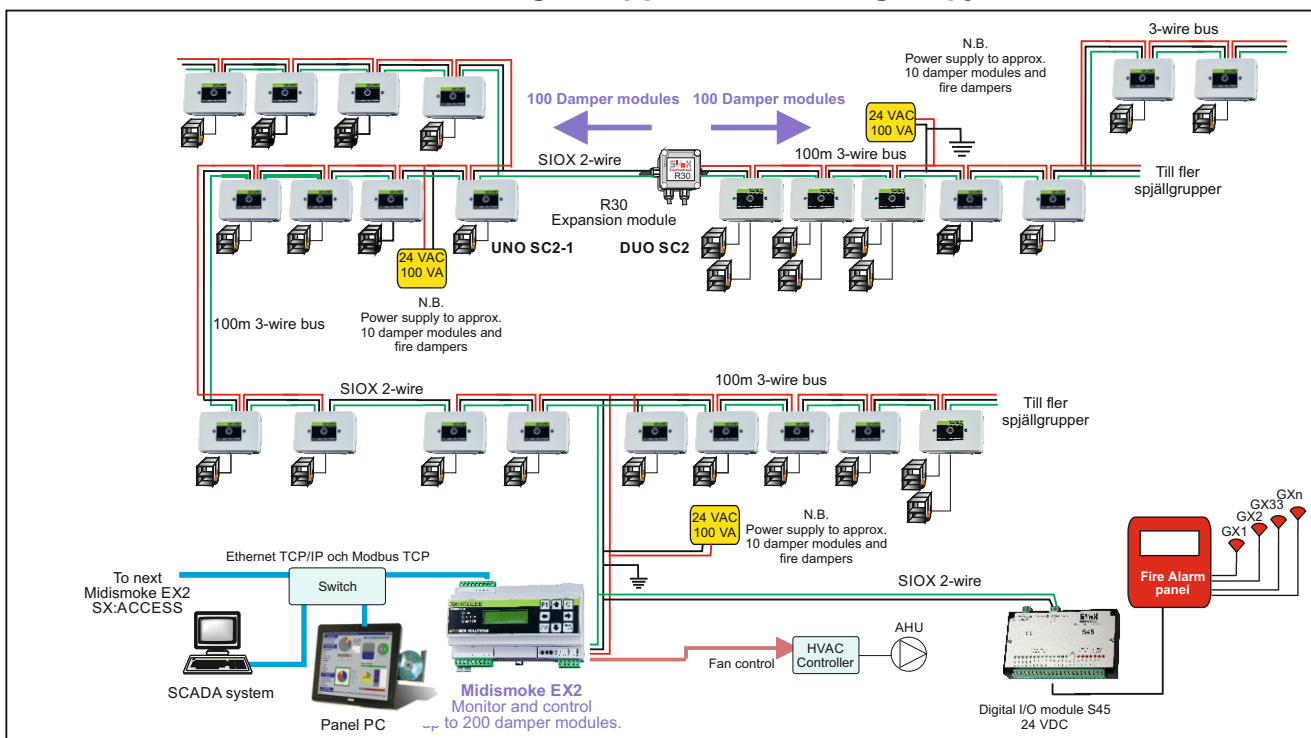 3-wire bus
N.B.
Power supply to approx.
10 damper modules and
fire dampers
100 Damper modules
100 Damper modules
24 VAC
100 VA
SIOX 2-wire
R30
100m 3-wire bus
Till fler
spjällgrupper
R30
Expansion module
UNO SC2-1
DUO SC2
24 VAC
100 VA
N.B.
Power supply to approx.
10 damper modules and
fire dampers
100m 3-wire bus
SIOX 2-wire
100m 3-wire bus
Till fler
spjällgrupper
24 VAC
100 VA
N.B.
Power supply to approx.
10 damper modules and
fire dampers
GX1
GX2
GX33
GXn
Fire Alarm
panel
Ethernet TCP/IP och Modbus TCP
To next
Midismoke EX2
SX:ACCESS
Switch
SIOX 2-wire
F1
C
S45
AHU
HVAC
Controller
Fan control
SCADA system
Panel PC
Midismoke EX2
Monitor and control
up to 200 damper modules.
Digital I/O module S45
24 VDC